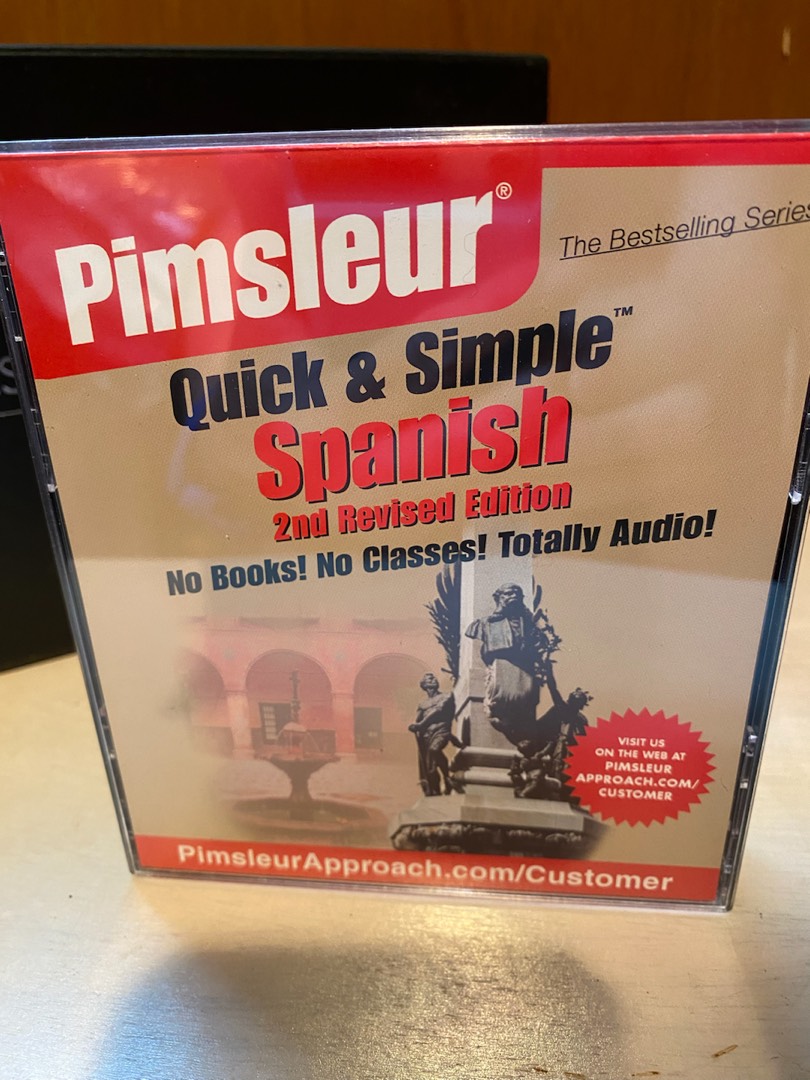 Pimsleur®
The Bestselling Series
Quick & Simple™
Spanish
2nd Revised Edition
No Books! No Classes! Totally Audio!
VISIT US
ON THE WEB AT
PIMSLEUR
APPROACH.COM/
CUSTOMER
PimsleurApproach.com/Customer